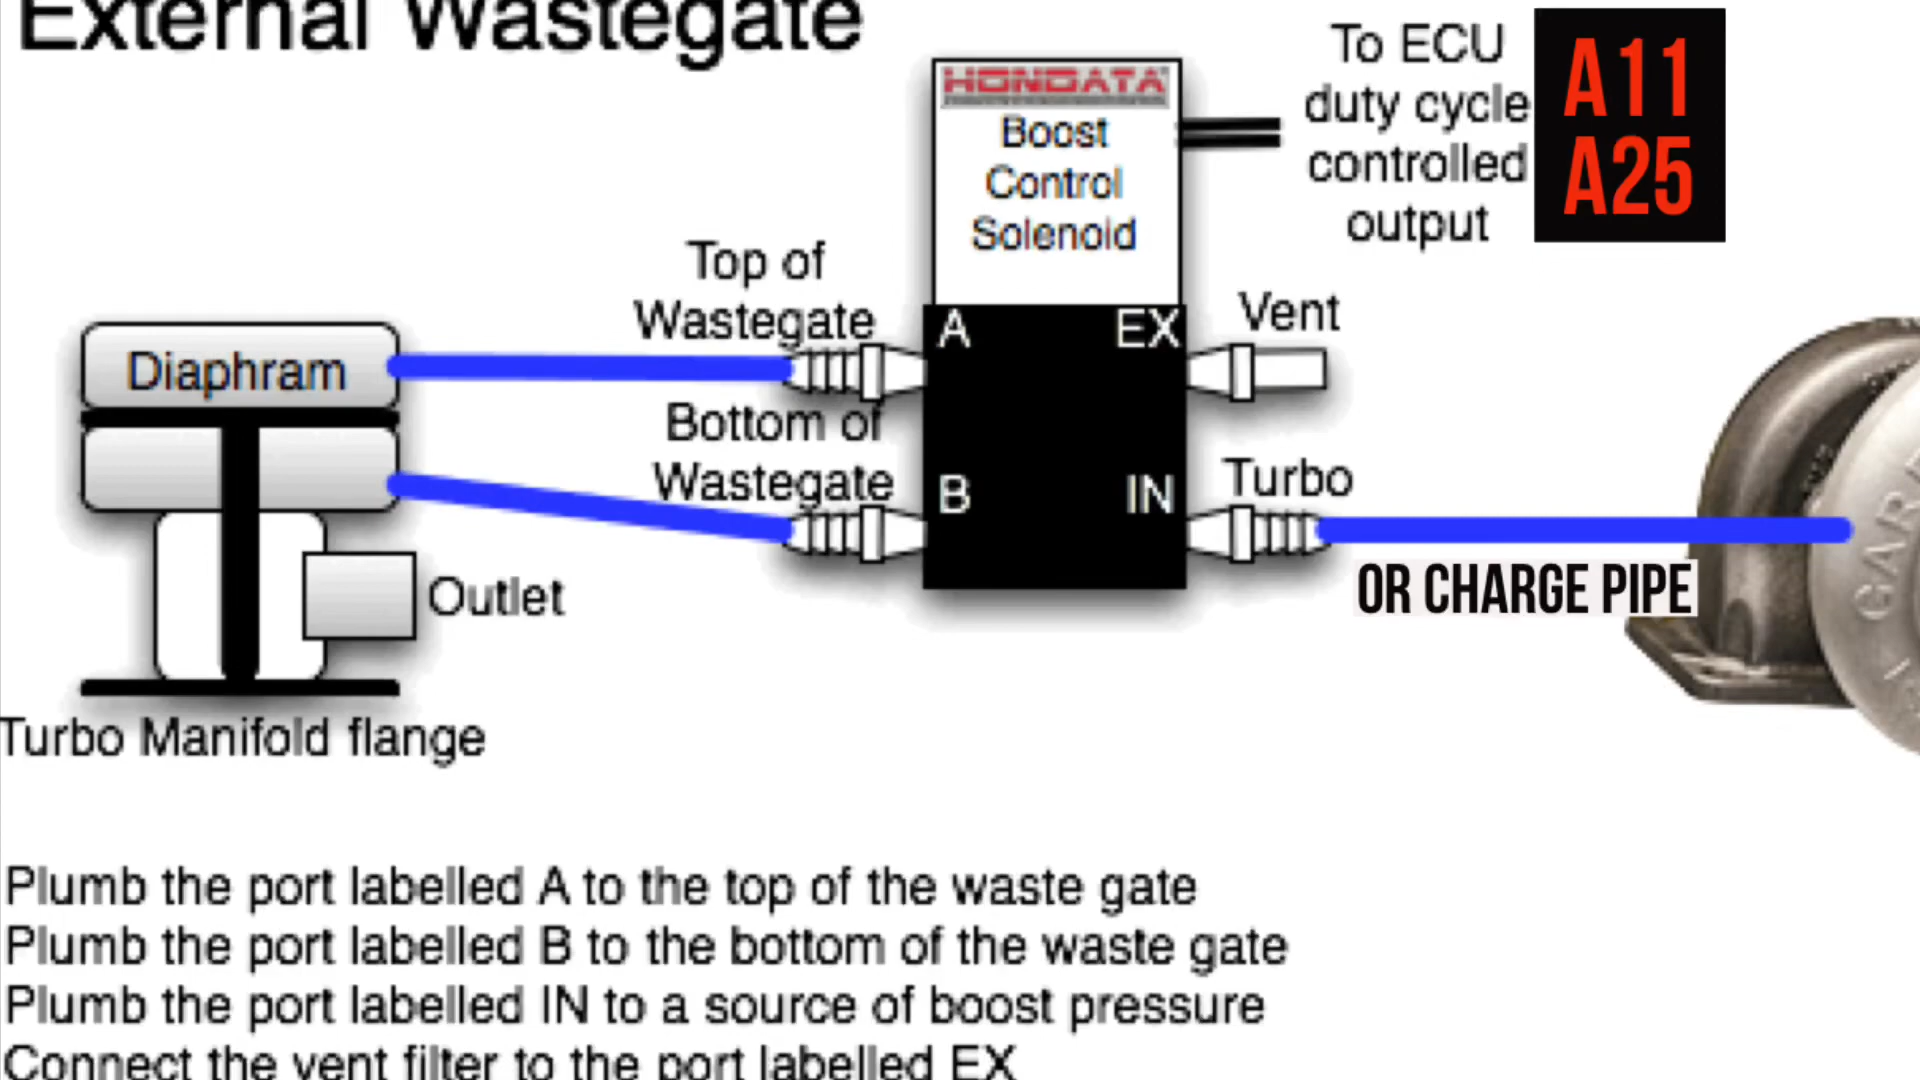 External Wastegate
HONDATA
Boost
Control
Solenoid
To ECU
duty cycle
controlled
output
A11
A25
Top of
Wastegate
A
EX
Vent
Diaphram
Bottom of
Wastegate
B
IN
Turbo
OR CHARGE PIPE
Outlet
Turbo Manifold flange
Plumb the port labelled A to the top of the waste gate
Plumb the port labelled B to the bottom of the waste gate
Plumb the port labelled IN to a source of boost pressure
Connect the vent filter to the port labelled EX